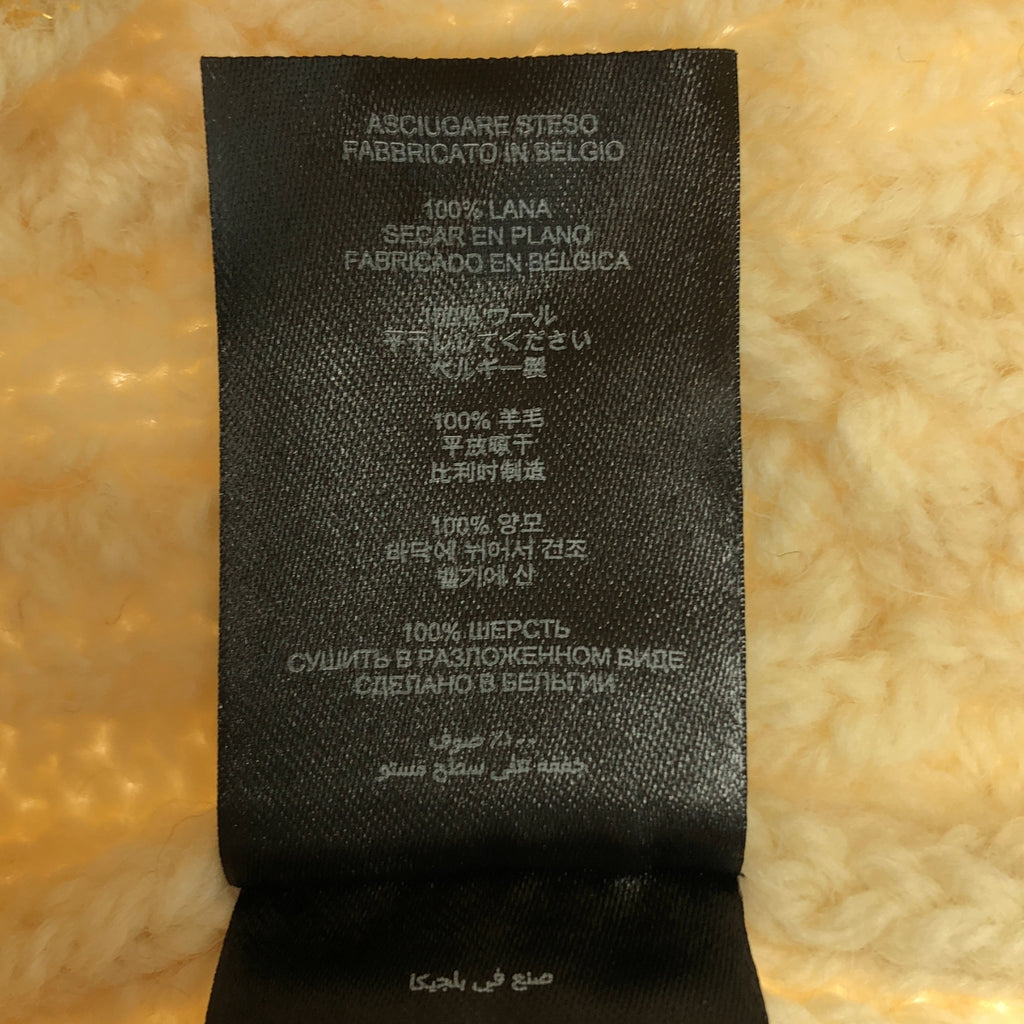 ASCIUGARE STESO
FABBRICATO IN BELGIO
100% LANA
SECAR EN PLANO
FABRICADO EN BÉLGICA
100% ウール
平干ししてください
ベルギー製
100% 羊毛
平放晾干
比利时制造
100% 양모
바닥에 뉘어서 건조
벨기에 산
100% ШЕРСТЬ
СУШИТЬ В РАЗЛОЖЕННОМ ВИДЕ
СДЕЛАНО В БЕЛЬГИИ
١٠٠٪ صوف
جففه على سطح مستو
صنع في بلجيكا